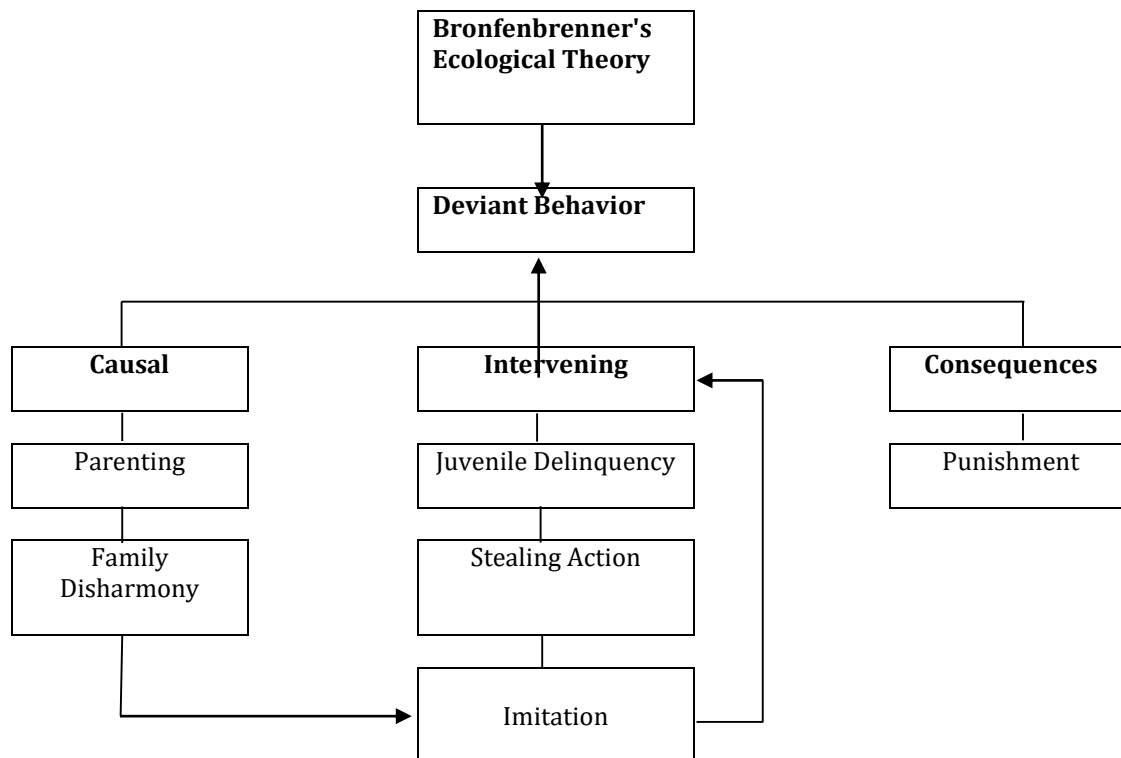 Bronfenbrenner's
Ecological Theory
Deviant Behavior
Causal
Intervening
Consequences
Parenting
Juvenile Delinquency
Punishment
Family
Disharmony
Stealing Action
Imitation